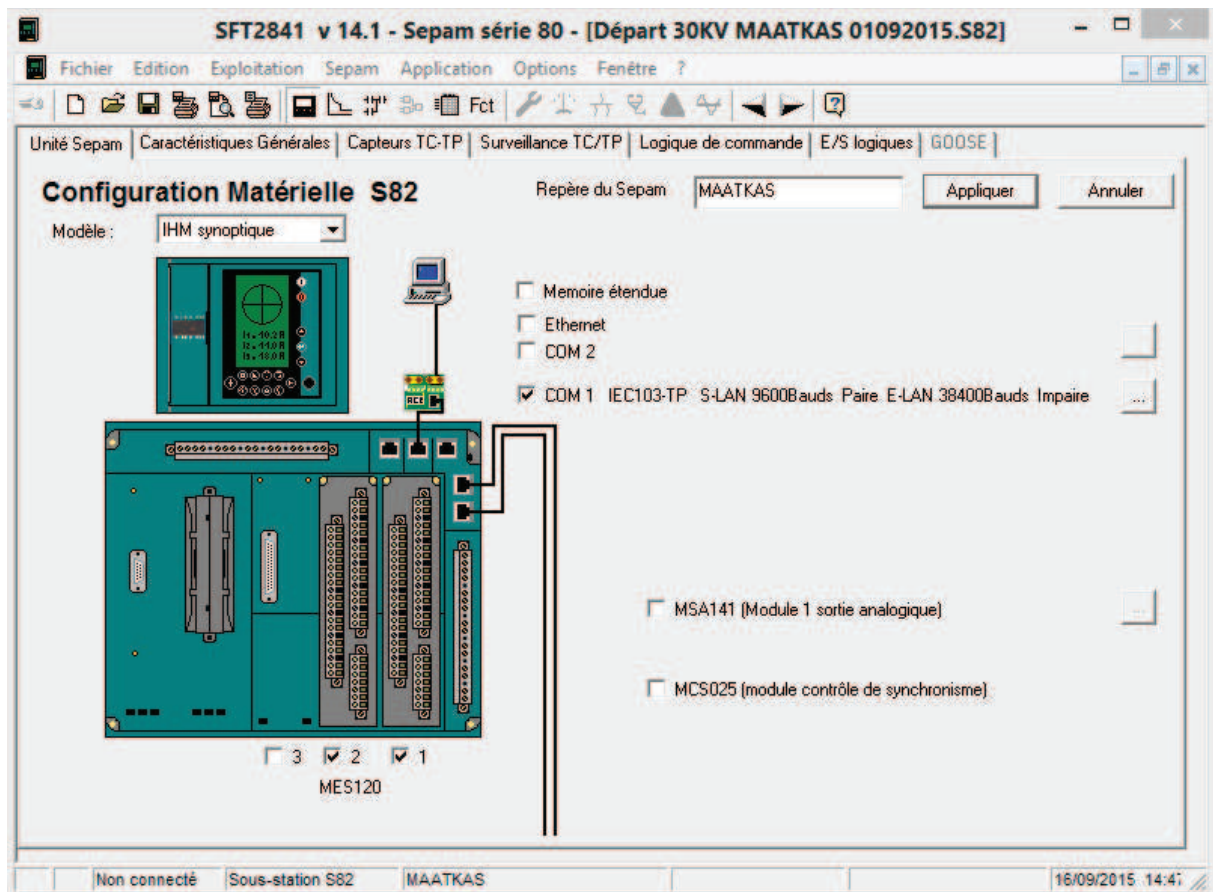 SFT2841 v 14.1 - Sepam série 80 - [Départ 30KV MAATKAS 01092015.S82]
Fichier Edition Exploitation Sepam Application Options Fenêtre ?
Fct
Unité Sepam Caractéristiques Générales Capteurs TC-TP Surveillance TC/TP Logique de commande E/S logiques GOOSE
Configuration Matérielle S82
Repère du Sepam MAATKAS Appliquer Annuler
Modèle : IHM synoptique
Memoire étendue
Ethernet
COM 2
COM 1 IEC103-TP S-LAN 9600Bauds Paire E-LAN 38400Bauds Impaire ...
ACE
MSA141 (Module 1 sortie analogique) ...
MCS025 (module contrôle de synchronisme)
3 2 1
MES120
Non connecté Sous-station S82 MAATKAS 16/09/2015 14:47